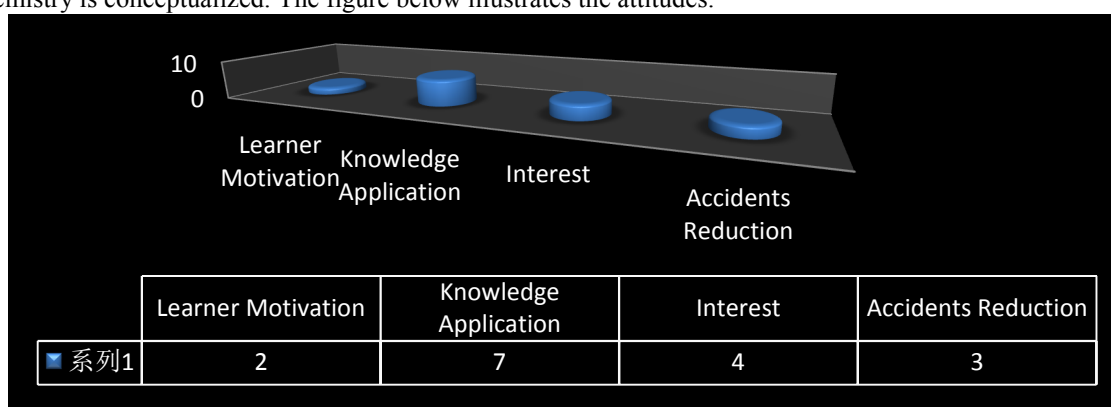 emistry is conceptualized. The figure below illustrates the attitudes.
10
0
Learner
Motivation
Knowledge
Application
Interest
Accidents
Reduction
Learner Motivation
Knowledge
Application
Interest
Accidents Reduction
系列1
2
7
4
3